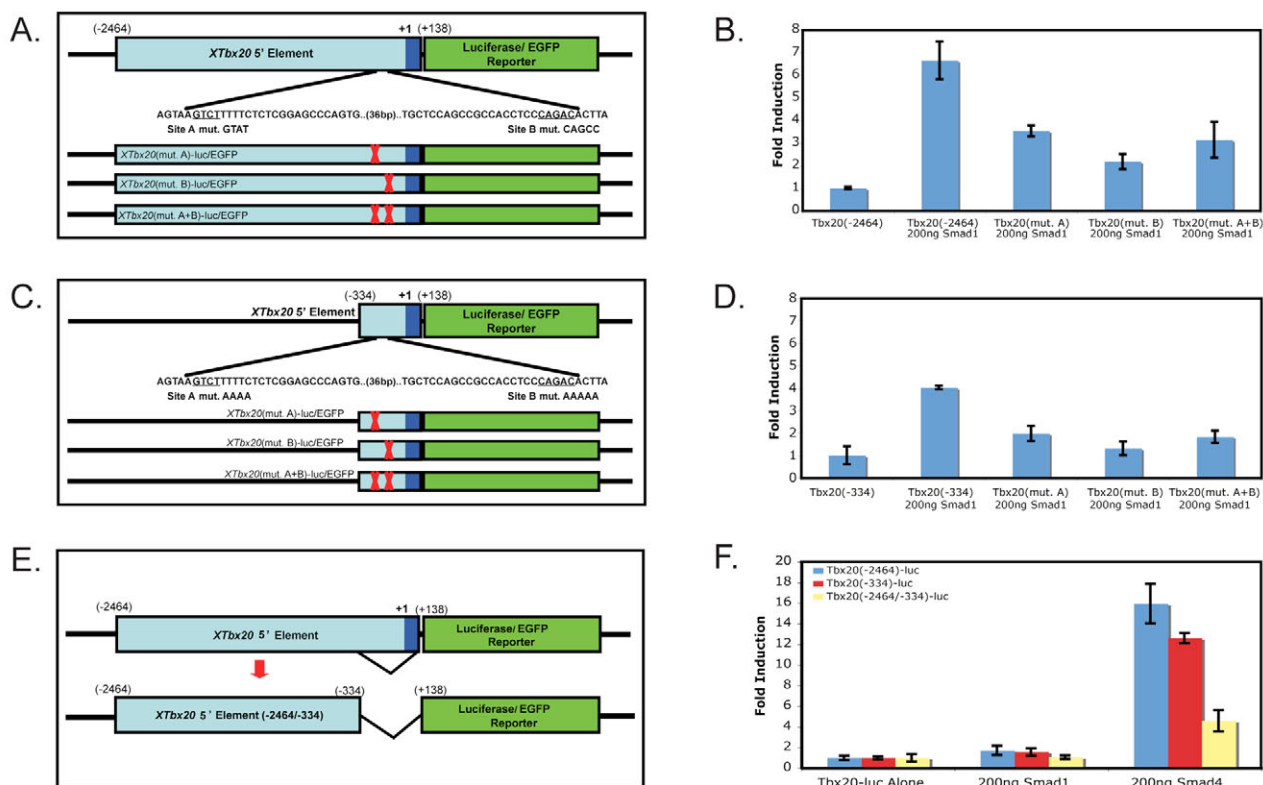 A.
(-2464)
+1
(+138)
XTbx20 5' Element
Luciferase/ EGFP
Reporter
AGTAAGTCTTTTTCTCTCGGAGCCCAGTG..(36bp)..TGCTCCAGCCGCCACCTCCCAGACACTTA
Site A mut. GTAT
Site B mut. CAGCC
XTbx20(mut. A)-luc/EGFP
XTbx20(mut. B)-luc/EGFP
XTbx20(mut. A+B)-luc/EGFP
B.
Fold Induction
8
7
6
5
4
3
2
1
0
Tbx20(-2464)
Tbx20(-2464)
200ng Smad1
Tbx20(mut. A)
200ng Smad1
Tbx20(mut. B)
200ng Smad1
Tbx20(mut. A+B)
200ng Smad1
C.
(-334)
+1
(+138)
XTbx20 5' Element
Luciferase/ EGFP
Reporter
AGTAAGTCTTTTTCTCTCGGAGCCCAGTG..(36bp)..TGCTCCAGCCGCCACCTCCCAGACACTTA
Site A mut. AAAA
Site B mut. AAAAA
XTbx20(mut. A)-luc/EGFP
XTbx20(mut. B)-luc/EGFP
XTbx20(mut. A+B)-luc/EGFP
D.
Fold Induction
8
7
6
5
4
3
2
1
0
Tbx20(-334)
Tbx20(-334)
200ng Smad1
Tbx20(mut. A)
200ng Smad1
Tbx20(mut. B)
200ng Smad1
Tbx20(mut. A+B)
200ng Smad1
E.
(-2464)
+1
(+138)
XTbx20 5' Element
Luciferase/ EGFP
Reporter
(-2464)
(-334)
(+138)
XTbx20 5' Element (-2464/-334)
Luciferase/ EGFP
Reporter
F.
Fold Induction
20
18
16
14
12
10
8
6
4
2
0
Tbx20(-2464)-luc
Tbx20(-334)-luc
Tbx20(-2464/-334)-luc
Tbx20-luc Alone
200ng Smad1
200ng Smad4